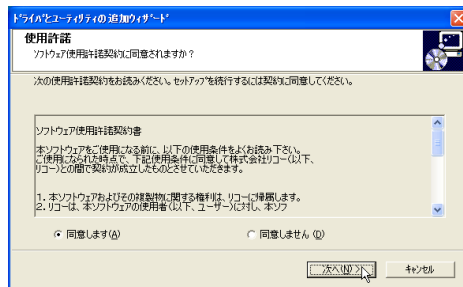 ﾄﾞﾗｲﾊﾞとﾕｰﾃｨﾘﾃｨの追加ｳｨｻﾞｰﾄﾞ
使用許諾
ｿﾌﾄｳｪｱ使用許諾契約に同意されますか？
次の使用許諾契約をお読みください。ｾｯﾄｱｯﾌﾟを続行するには契約に同意してください。
ソフトウェア使用許諾契約書
本ソフトウェアをご使用になる前に、以下の使用条件をよくお読み下さい。
ご使用になられた時点で、下記使用条件に同意して株式会社リコー（以下、
リコー）との間で契約が成立したものとさせていただきます。
1. 本ソフトウェアおよびその複製物に関する権利は、リコーに帰属します。
2. リコーは、本ソフトウェアの使用者（以下、ユーザー）に対し、本ソフ
同意します(A)
同意しません (D)
次へ(N) >
ｷｬﾝｾﾙ